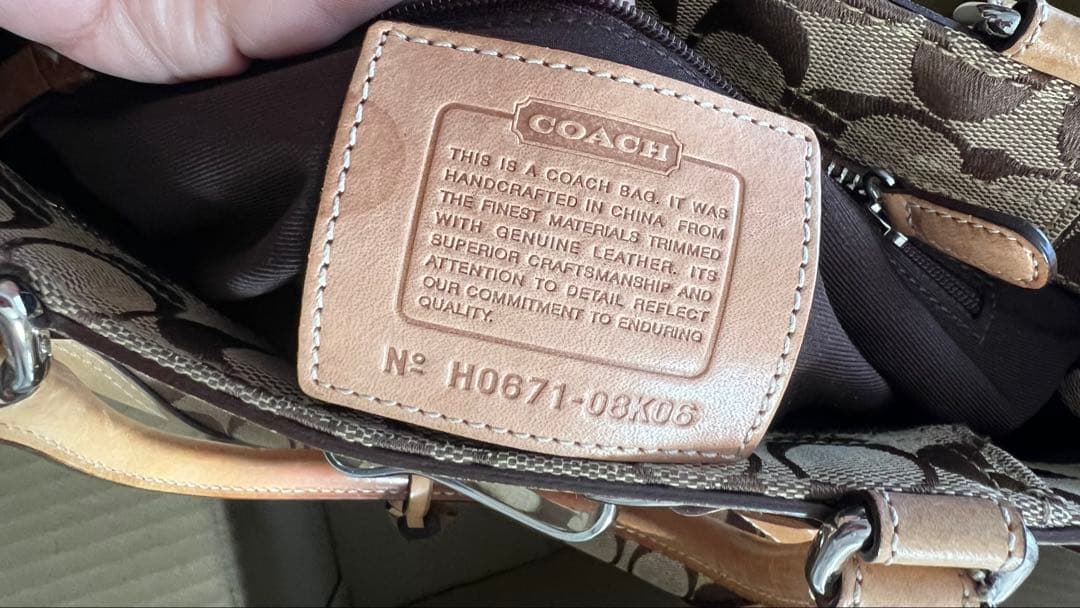 COACH
THIS IS A COACH BAG. IT WAS
HANDCRAFTED IN CHINA FROM
THE FINEST MATERIALS TRIMMED
WITH GENUINE LEATHER. ITS
SUPERIOR CRAFTSMANSHIP AND
ATTENTION TO DETAIL REFLECT
OUR COMMITMENT TO ENDURING
QUALITY.
Nº H0671-08K06